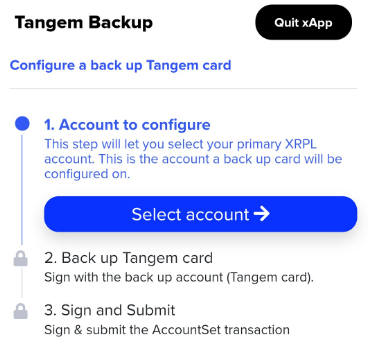 Tangem Backup
Quit xApp
Configure a back up Tangem card
1. Account to configure
This step will let you select your primary XRPL
account. This is the account a back up card will be
configured on.
Select account →
2. Back up Tangem card
Sign with the back up account (Tangem card).
3. Sign and Submit
Sign & submit the AccountSet transaction